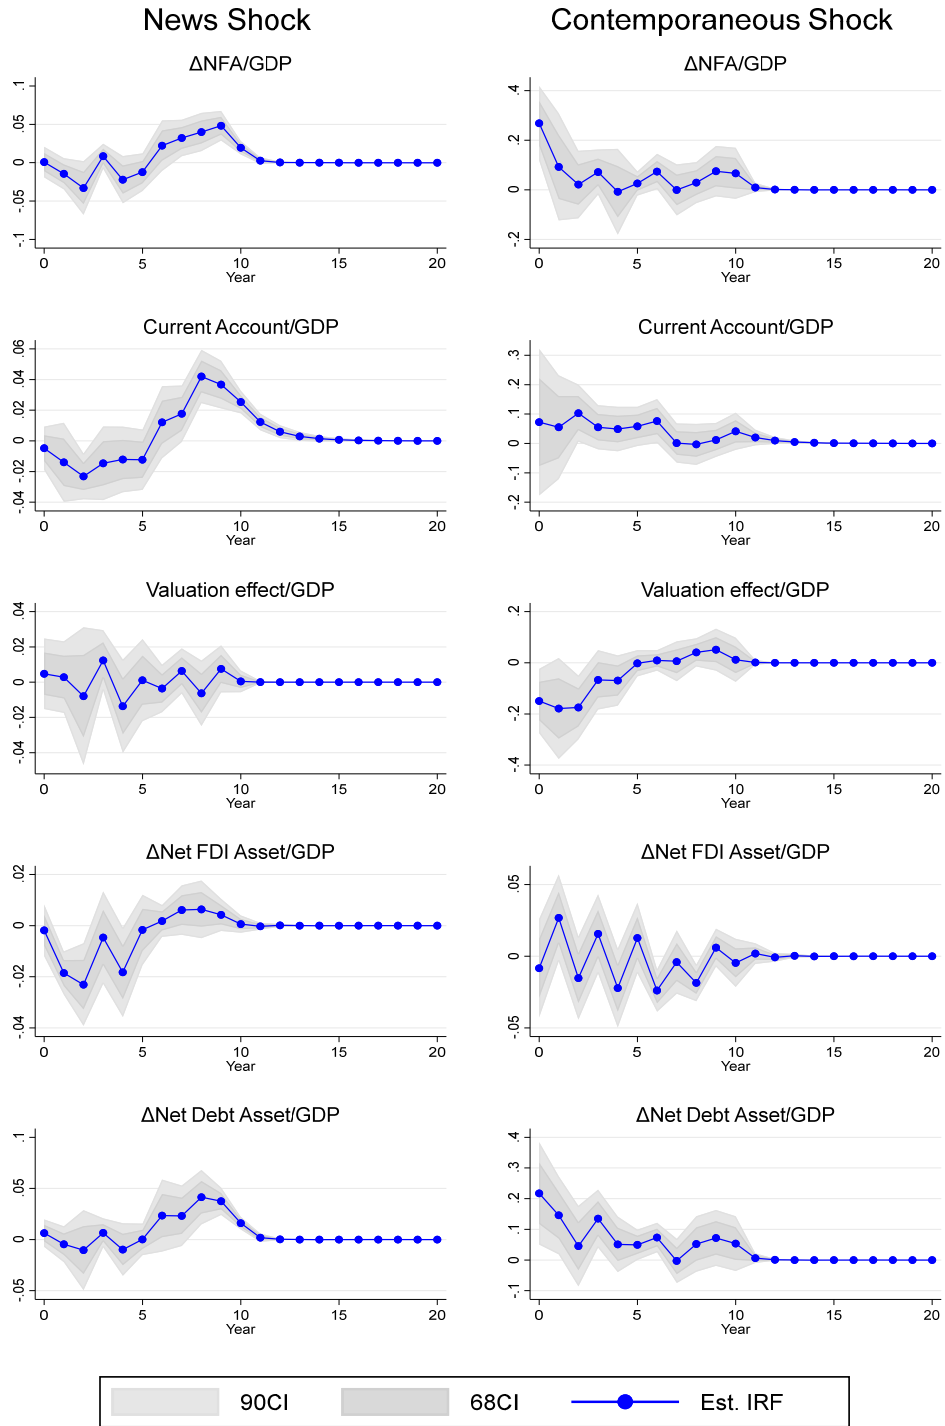 News Shock
Contemporaneous Shock
ΔNFA/GDP
.1
.05
0
-.05
-.1
0 5 10 15 20
Year
ΔNFA/GDP
.4
.2
0
-.2
0 5 10 15 20
Year
Current Account/GDP
.06
.04
.02
0
-.02
-.04
0 5 10 15 20
Year
Current Account/GDP
.3
.2
.1
0
-.1
-.2
0 5 10 15 20
Year
Valuation effect/GDP
.04
.02
0
-.02
-.04
0 5 10 15 20
Year
Valuation effect/GDP
.2
0
-.2
-.4
0 5 10 15 20
Year
ΔNet FDI Asset/GDP
.02
0
-.02
-.04
0 5 10 15 20
Year
ΔNet FDI Asset/GDP
.05
0
-.05
0 5 10 15 20
Year
ΔNet Debt Asset/GDP
.1
.05
0
-.05
0 5 10 15 20
Year
ΔNet Debt Asset/GDP
.4
.3
.2
.1
0
-.1
0 5 10 15 20
Year
90CI 68CI Est. IRF